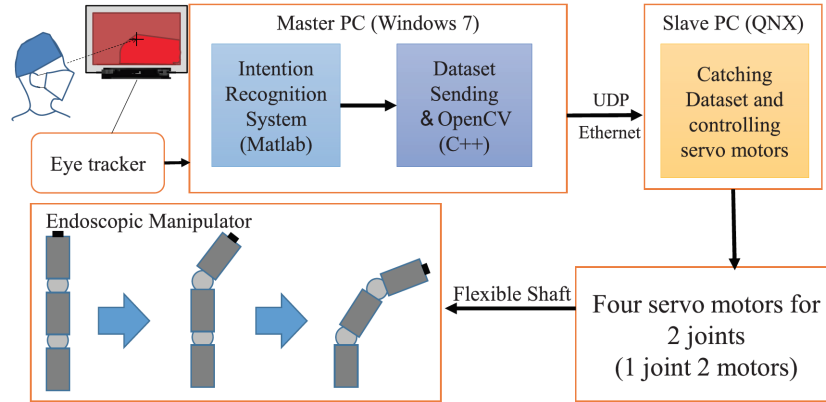 Master PC (Windows 7)
Slave PC (QNX)
Intention
Recognition
System
(Matlab)
Dataset
Sending
& OpenCV
(C++)
UDP
Ethernet
Catching
Dataset and
controlling
servo motors
Eye tracker
Endoscopic Manipulator
Flexible Shaft
Four servo motors for
2 joints
(1 joint 2 motors)